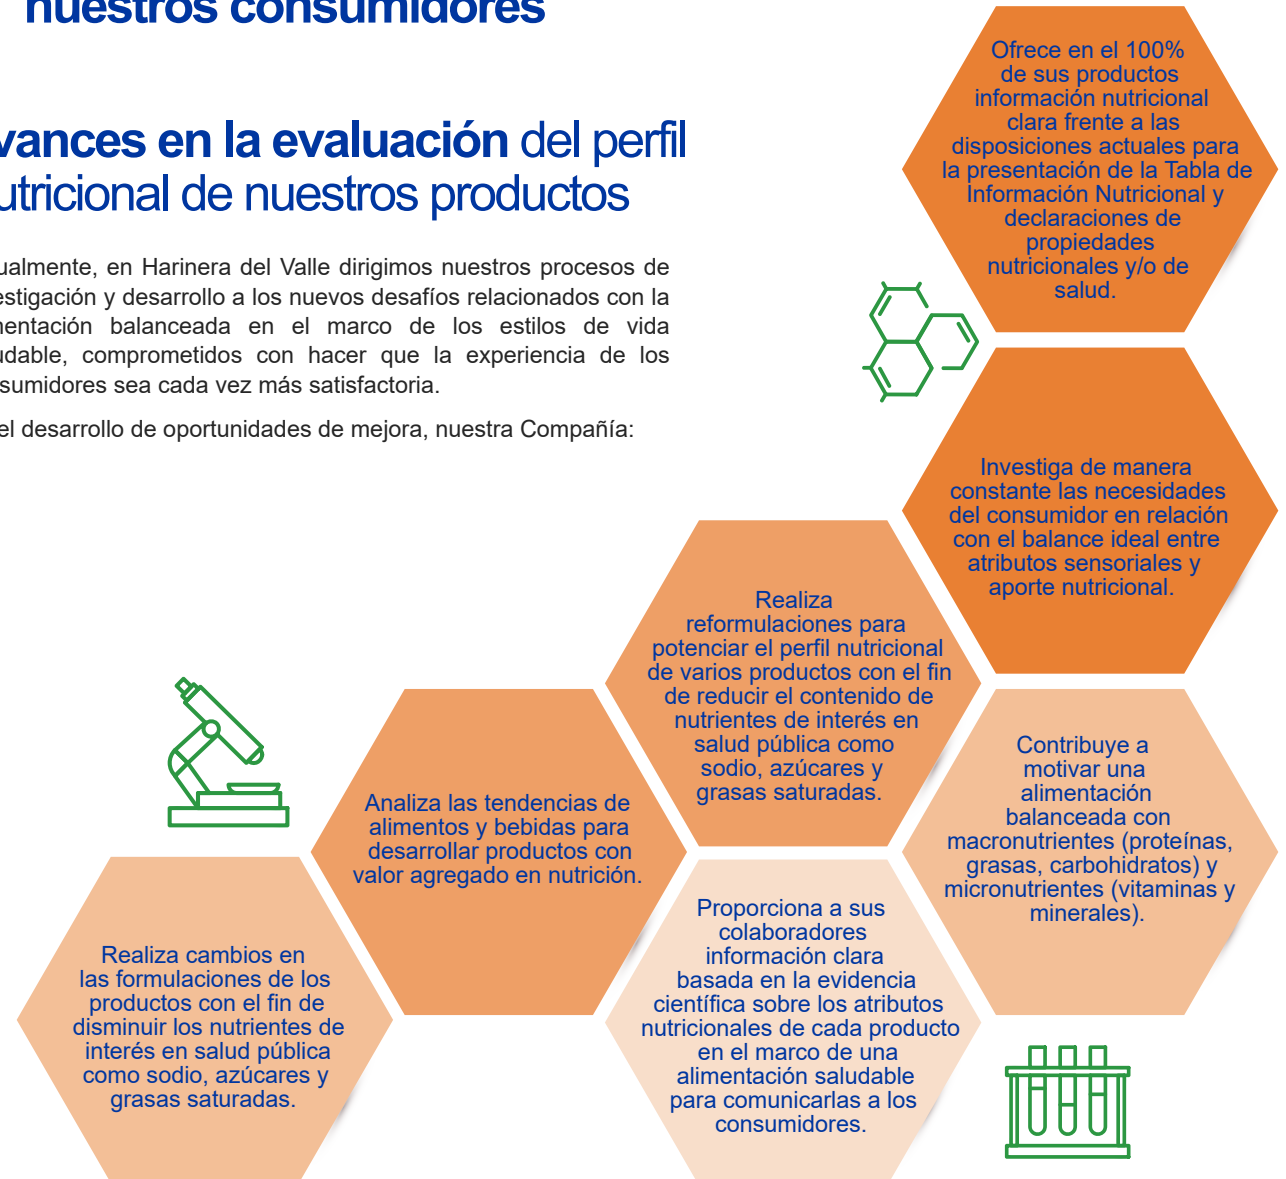 nuestros consumidores
vances en la evaluación del perfil
utricional de nuestros productos
ualmente, en Harinera del Valle dirigimos nuestros procesos de
estigación y desarrollo a los nuevos desafíos relacionados con la
mentación balanceada en el marco de los estilos de vida
udable, comprometidos con hacer que la experiencia de los
sumidores sea cada vez más satisfactoria.
el desarrollo de oportunidades de mejora, nuestra Compañía:
Ofrece en el 100%
de sus productos
información nutricional
clara frente a las
disposiciones actuales para
la presentación de la Tabla de
Información Nutricional y
declaraciones de
propiedades
nutricionales y/o de
salud.
Investiga de manera
constante las necesidades
del consumidor en relación
con el balance ideal entre
atributos sensoriales y
aporte nutricional.
Realiza
reformulaciones para
potenciar el perfil nutricional
de varios productos con el fin
de reducir el contenido de
nutrientes de interés en
salud pública como
sodio, azúcares y
grasas saturadas.
Contribuye a
motivar una
alimentación
balanceada con
macronutrientes (proteínas,
grasas, carbohidratos) y
micronutrientes (vitaminas y
minerales).
Analiza las tendencias de
alimentos y bebidas para
desarrollar productos con
valor agregado en nutrición.
Proporciona a sus
colaboradores
información clara
basada en la evidencia
científica sobre los atributos
nutricionales de cada producto
en el marco de una
alimentación saludable
para comunicarlas a los
consumidores.
Realiza cambios en
las formulaciones de los
productos con el fin de
disminuir los nutrientes de
interés en salud pública
como sodio, azúcares y
grasas saturadas.